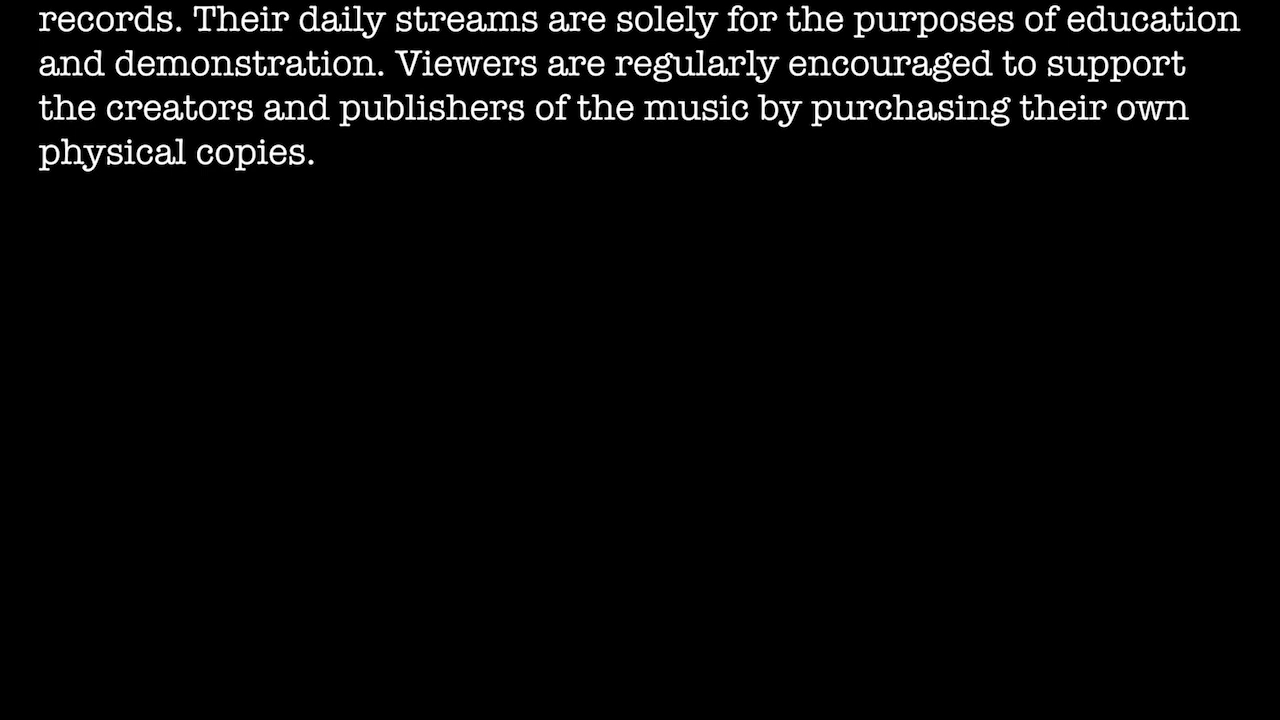 records. Their daily streams are solely for the purposes of education
and demonstration. Viewers are regularly encouraged to support
the creators and publishers of the music by purchasing their own
physical copies.